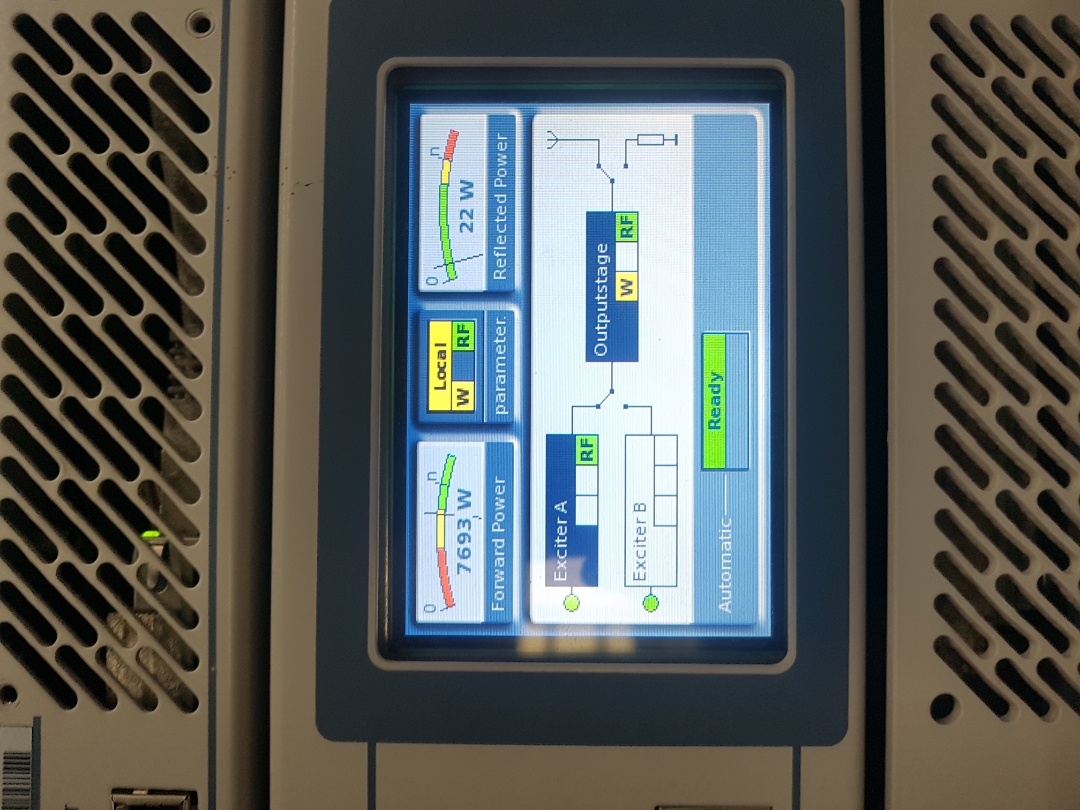 0
n
7693 W
Forward Power
Local
W
RF
parameter.
0
n
22 W
Reflected Power
Exciter A
RF
Exciter B
Outputstage
W
RF
Automatic
Ready